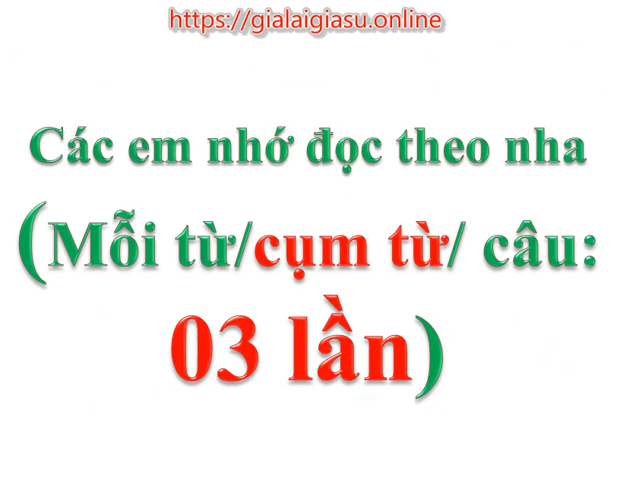 https://gialaigiasu.online
Các em nhớ đọc theo nha
(Mỗi từ/cụm từ/ câu:
03 lần)